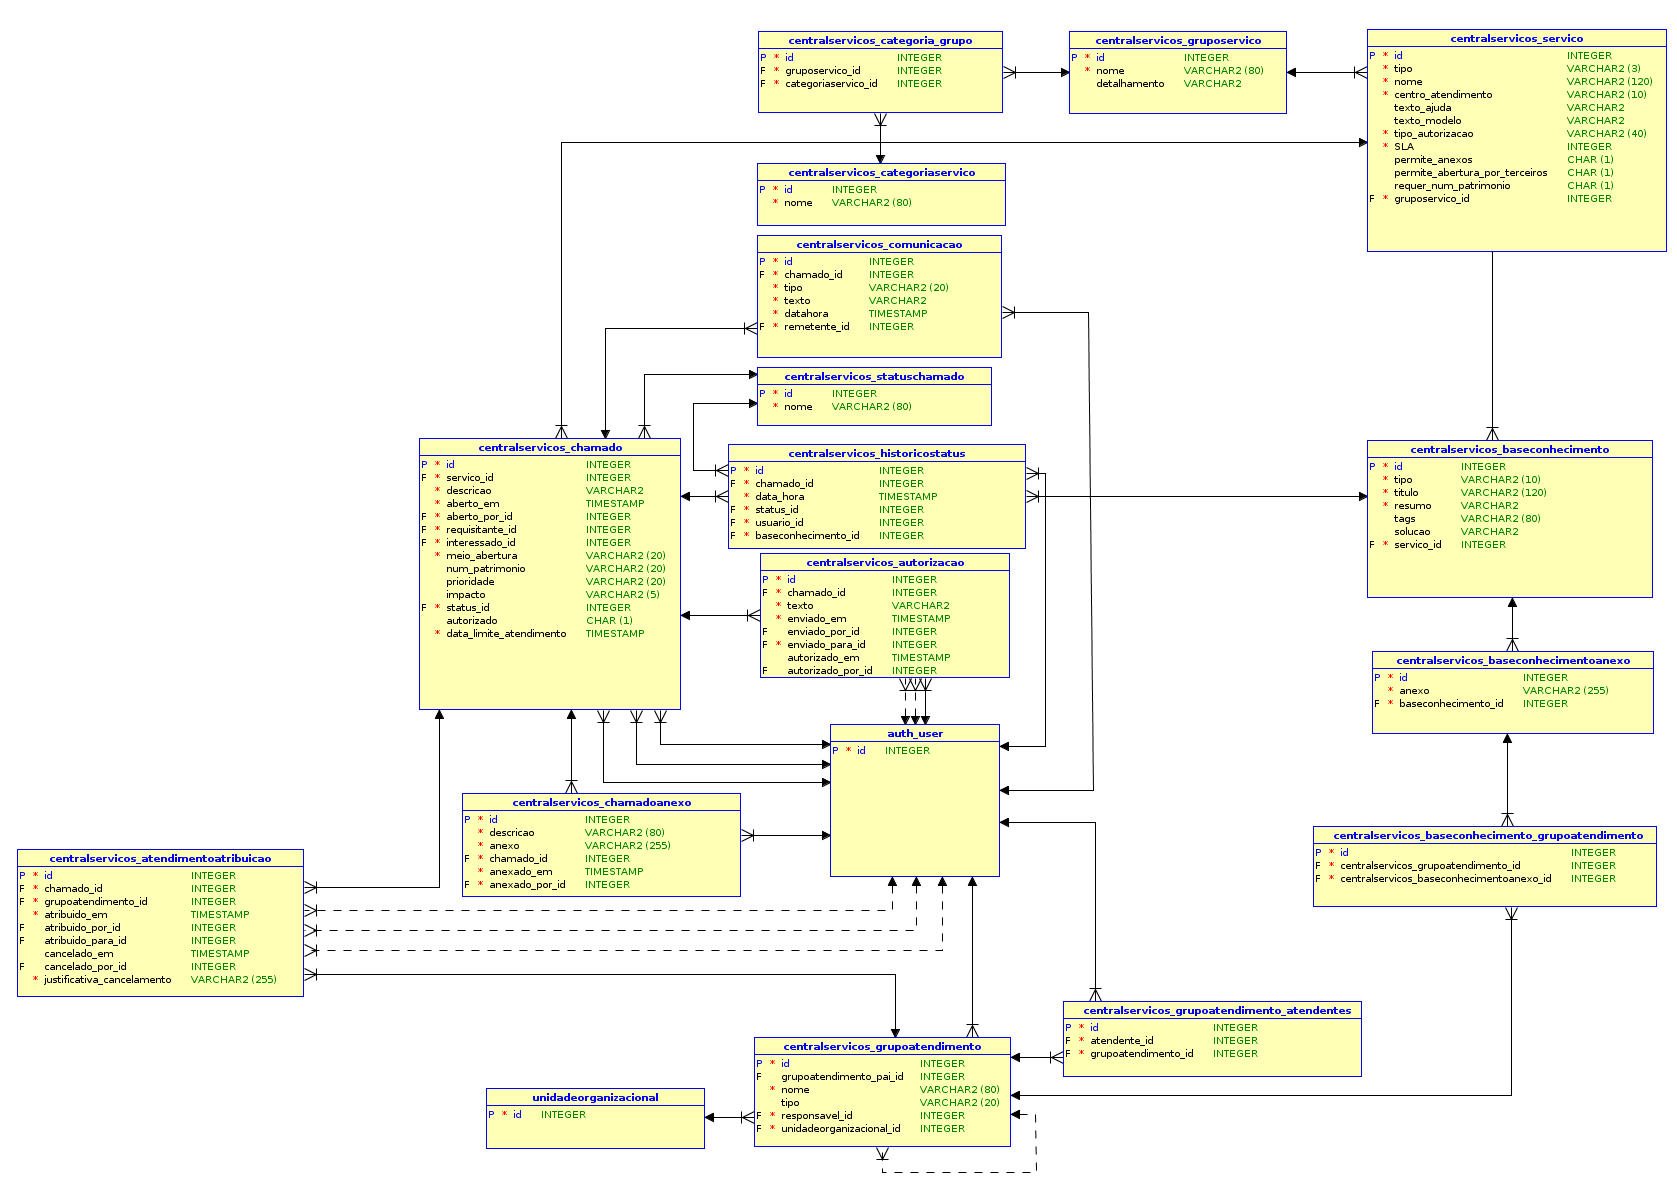 centralservicos_categoria_grupo
P * id INTEGER
F * gruposervico_id INTEGER
F * categoriaservico_id INTEGER
centralservicos_gruposervico
P * id INTEGER
* nome VARCHAR2 (80)
detalhamento VARCHAR2
centralservicos_servico
P * id INTEGER
* tipo VARCHAR2 (3)
* nome VARCHAR2 (120)
* centro_atendimento VARCHAR2 (10)
texto_ajuda VARCHAR2
texto_modelo VARCHAR2
* tipo_autorizacao VARCHAR2 (40)
* SLA INTEGER
permite_anexos CHAR (1)
permite_abertura_por_terceiros CHAR (1)
requer_num_patrimonio CHAR (1)
F * gruposervico_id INTEGER
centralservicos_categoriaservico
P * id INTEGER
* nome VARCHAR2 (80)
centralservicos_comunicacao
P * id INTEGER
F * chamado_id INTEGER
* tipo VARCHAR2 (20)
* texto VARCHAR2
* datahora TIMESTAMP
F * remetente_id INTEGER
centralservicos_statuschamado
P * id INTEGER
* nome VARCHAR2 (80)
centralservicos_chamado
P * id INTEGER
F * servico_id INTEGER
* descricao VARCHAR2
* aberto_em TIMESTAMP
F * aberto_por_id INTEGER
F * requisitante_id INTEGER
F * interessado_id INTEGER
* meio_abertura VARCHAR2 (20)
num_patrimonio VARCHAR2 (20)
prioridade VARCHAR2 (20)
impacto VARCHAR2 (5)
F * status_id INTEGER
autorizado CHAR (1)
* data_limite_atendimento TIMESTAMP
centralservicos_historicostatus
P * id INTEGER
F * chamado_id INTEGER
* data_hora TIMESTAMP
F * status_id INTEGER
F * usuario_id INTEGER
F * baseconhecimento_id INTEGER
centralservicos_baseconhecimento
P * id INTEGER
* tipo VARCHAR2 (10)
* titulo VARCHAR2 (120)
* resumo VARCHAR2
tags VARCHAR2 (80)
solucao VARCHAR2
F * servico_id INTEGER
centralservicos_autorizacao
P * id INTEGER
F * chamado_id INTEGER
* texto VARCHAR2
* enviado_em TIMESTAMP
F enviado_por_id INTEGER
F * enviado_para_id INTEGER
autorizado_em TIMESTAMP
F autorizado_por_id INTEGER
centralservicos_baseconhecimentoanexo
P * id INTEGER
* anexo VARCHAR2 (255)
F * baseconhecimento_id INTEGER
auth_user
P * id INTEGER
centralservicos_chamadoanexo
P * id INTEGER
* descricao VARCHAR2 (80)
* anexo VARCHAR2 (255)
F * chamado_id INTEGER
* anexado_em TIMESTAMP
F * anexado_por_id INTEGER
centralservicos_baseconhecimento_grupoatendimento
P * id INTEGER
F * centralservicos_grupoatendimento_id INTEGER
F * centralservicos_baseconhecimentoanexo_id INTEGER
centralservicos_atendimentoatribuicao
P * id INTEGER
F * chamado_id INTEGER
F * grupoatendimento_id INTEGER
* atribuido_em TIMESTAMP
F atribuido_por_id INTEGER
F atribuido_para_id INTEGER
cancelado_em TIMESTAMP
F cancelado_por_id INTEGER
* justificativa_cancelamento VARCHAR2 (255)
centralservicos_grupoatendimento_atendentes
P * id INTEGER
F * atendente_id INTEGER
F * grupoatendimento_id INTEGER
centralservicos_grupoatendimento
P * id INTEGER
F grupoatendimento_pai_id INTEGER
* nome VARCHAR2 (80)
tipo VARCHAR2 (20)
F * responsavel_id INTEGER
F * unidadeorganizacional_id INTEGER
unidadeorganizacional
P * id INTEGER